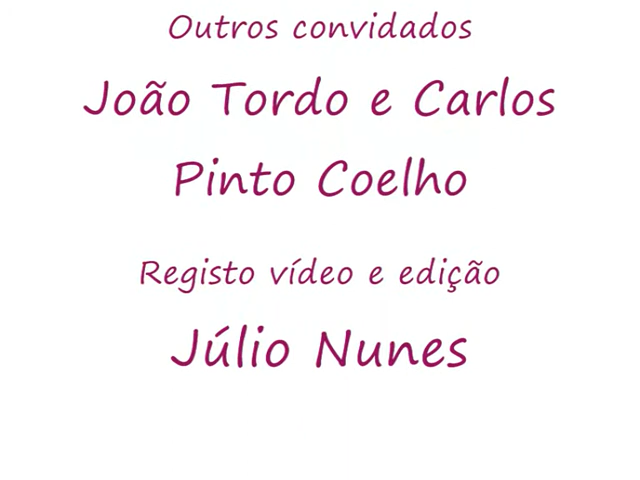 Outros convidados
João Tordo e Carlos
Pinto Coelho
Registo vídeo e edição
Júlio Nunes